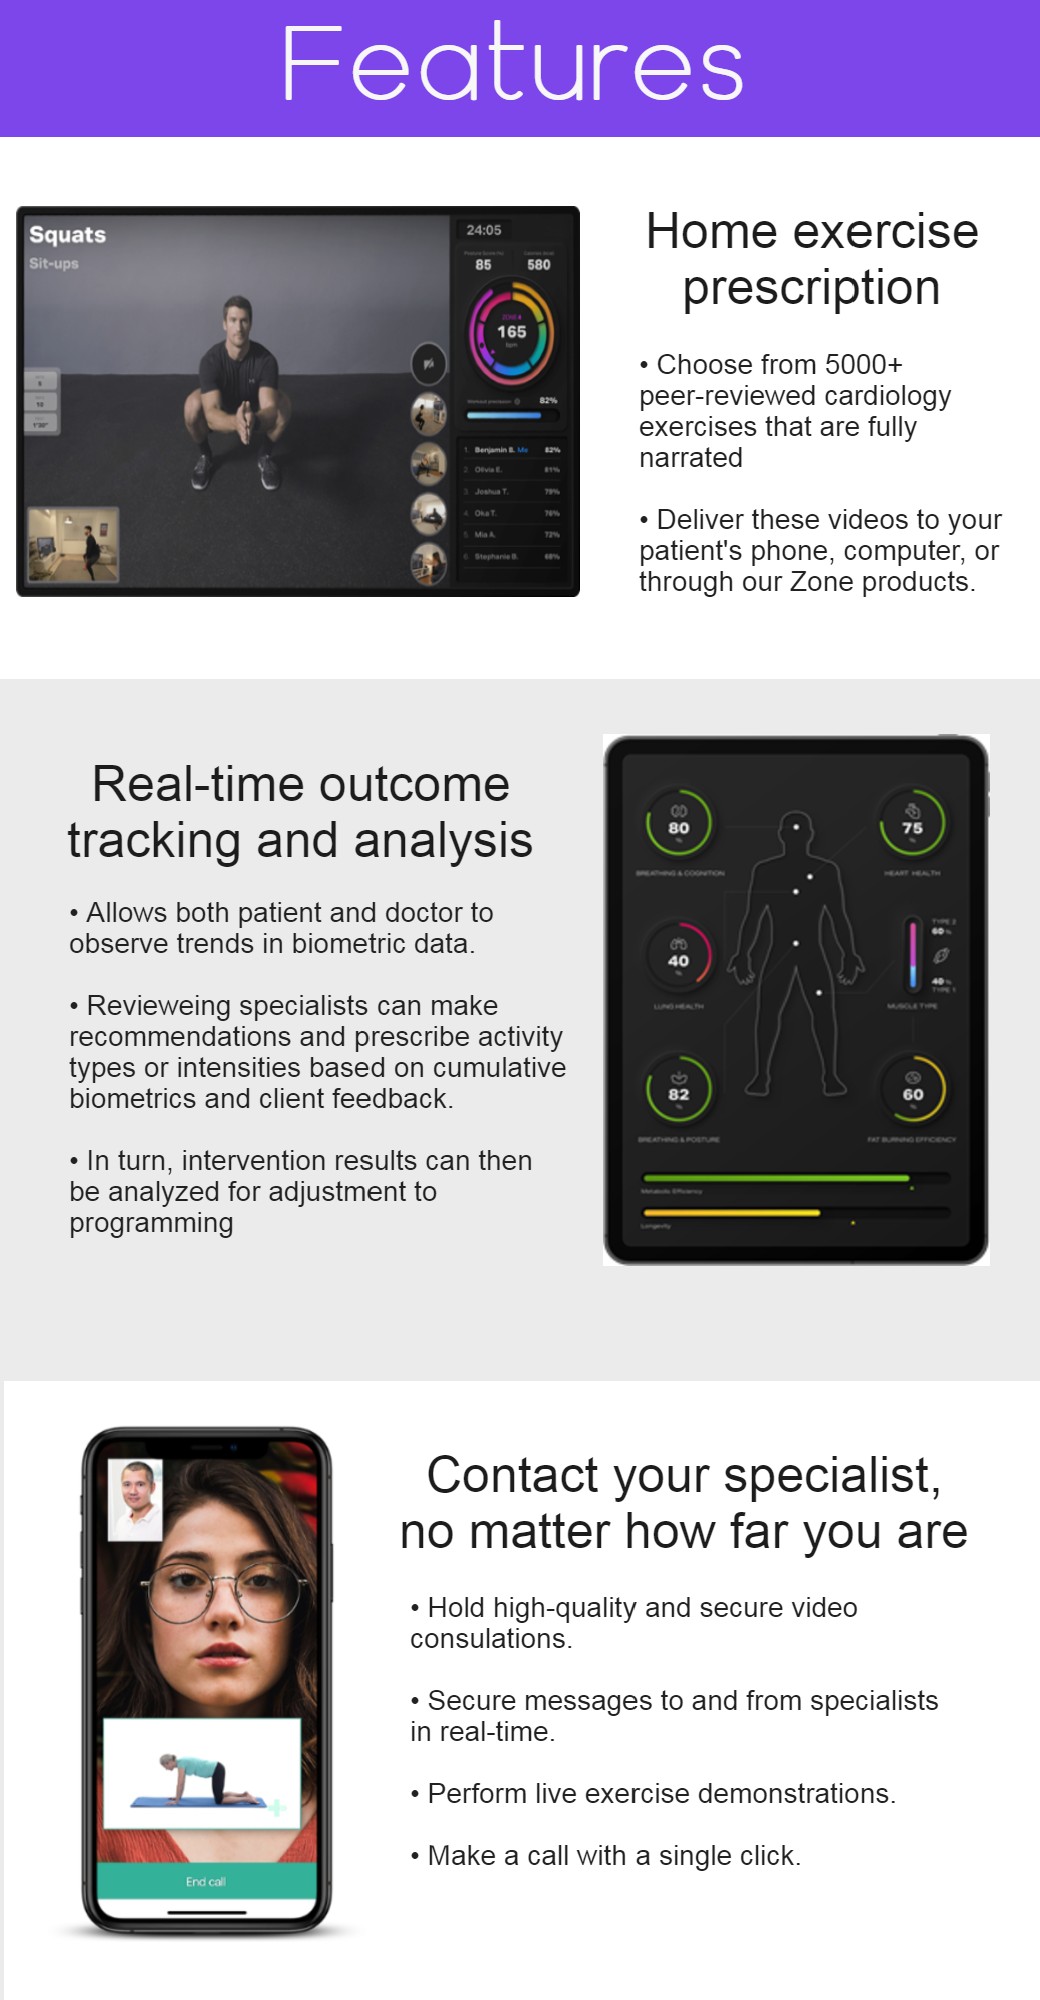 Features
Squats
Sit-ups
24:05
85
580
ZONE 4
165
bpm
Workout precision
82%
1. Benjamin B. Me 82%
2. Olivia E. 81%
3. Joshua T. 79%
4. Oka T. 76%
5. Mia A. 72%
6. Stephanie B. 68%
Home exercise
prescription
• Choose from 5000+
peer-reviewed cardiology
exercises that are fully
narrated
• Deliver these videos to your
patient's phone, computer, or
through our Zone products.
Real-time outcome
tracking and analysis
• Allows both patient and doctor to
observe trends in biometric data.
• Revieweing specialists can make
recommendations and prescribe activity
types or intensities based on cumulative
biometrics and client feedback.
• In turn, intervention results can then
be analyzed for adjustment to
programming
80
%
BREATHING & COGNITION
75
%
HEART HEALTH
40
%
LUNG HEALTH
TYPE 2
60 %
40 %
TYPE 1
MUSCLE TYPE
82
%
BREATHING & POSTURE
60
%
FAT BURNING EFFICIENCY
Metabolic Efficiency
Longevity
Contact your specialist,
no matter how far you are
• Hold high-quality and secure video
consulations.
• Secure messages to and from specialists
in real-time.
• Perform live exercise demonstrations.
• Make a call with a single click.
End call